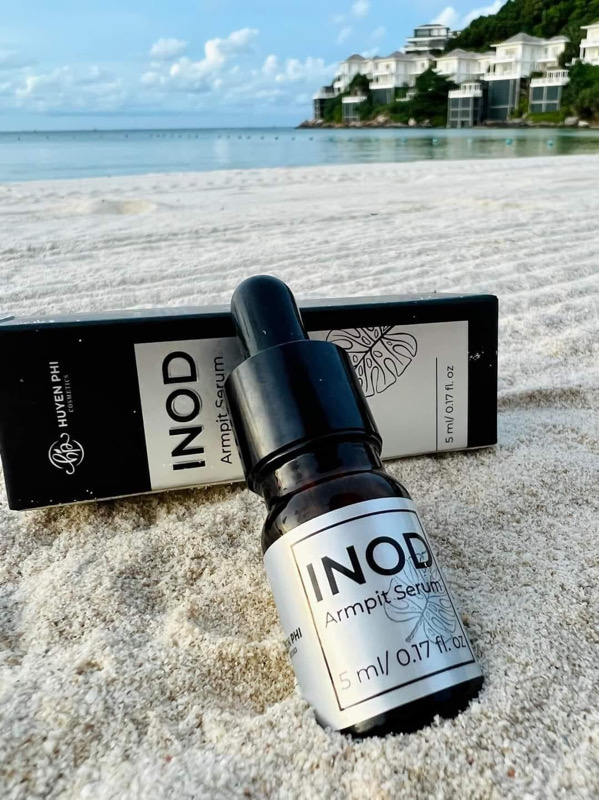 HUYEN PHI
COSMETICS
INOD
Armpit Serum
5 ml/ 0.17 fl. oz
INOD
Armpit Serum
5 ml/ 0.17 fl. oz
PHI